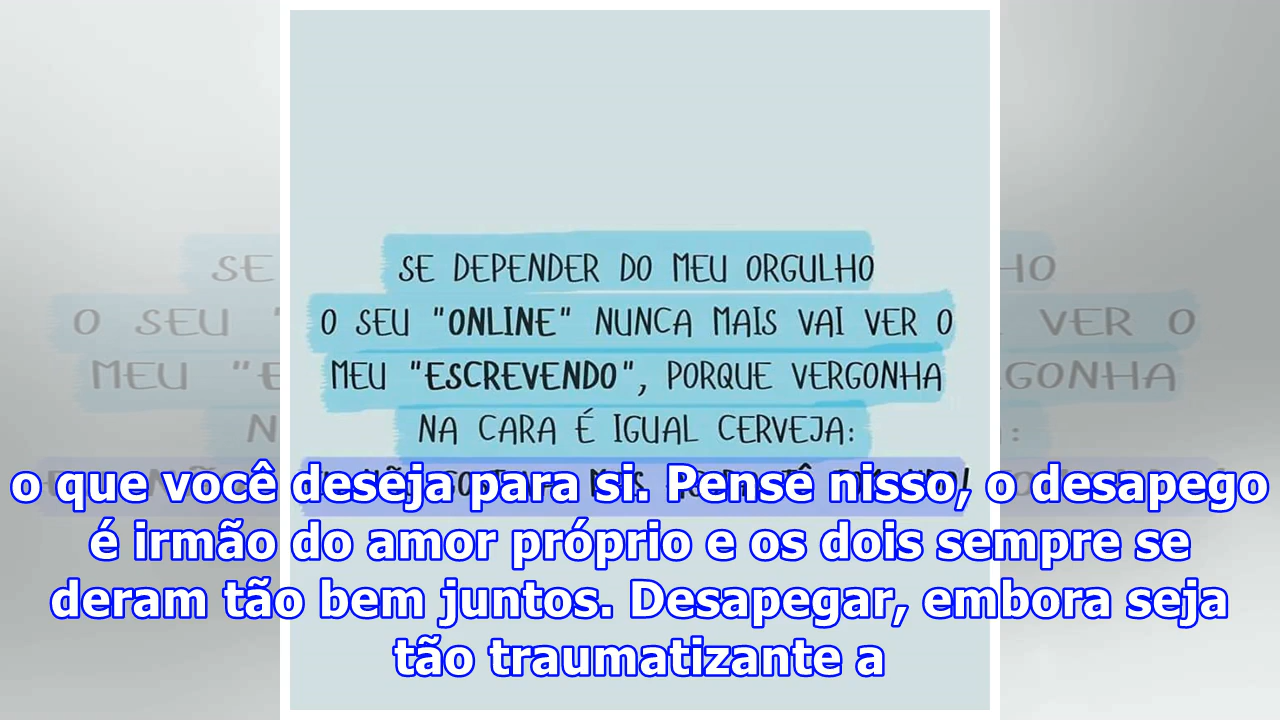 SE DEPENDER DO MEU ORGULHO
O SEU "ONLINE" NUNCA MAIS VAI VER O
MEU "ESCREVENDO", PORQUE VERGONHA
NA CARA É IGUAL CERVEJA:
o que você deseja para si. Pense nisso, o desapego
é irmão do amor próprio e os dois sempre se
deram tão bem juntos. Desapegar, embora seja
tão traumatizante a